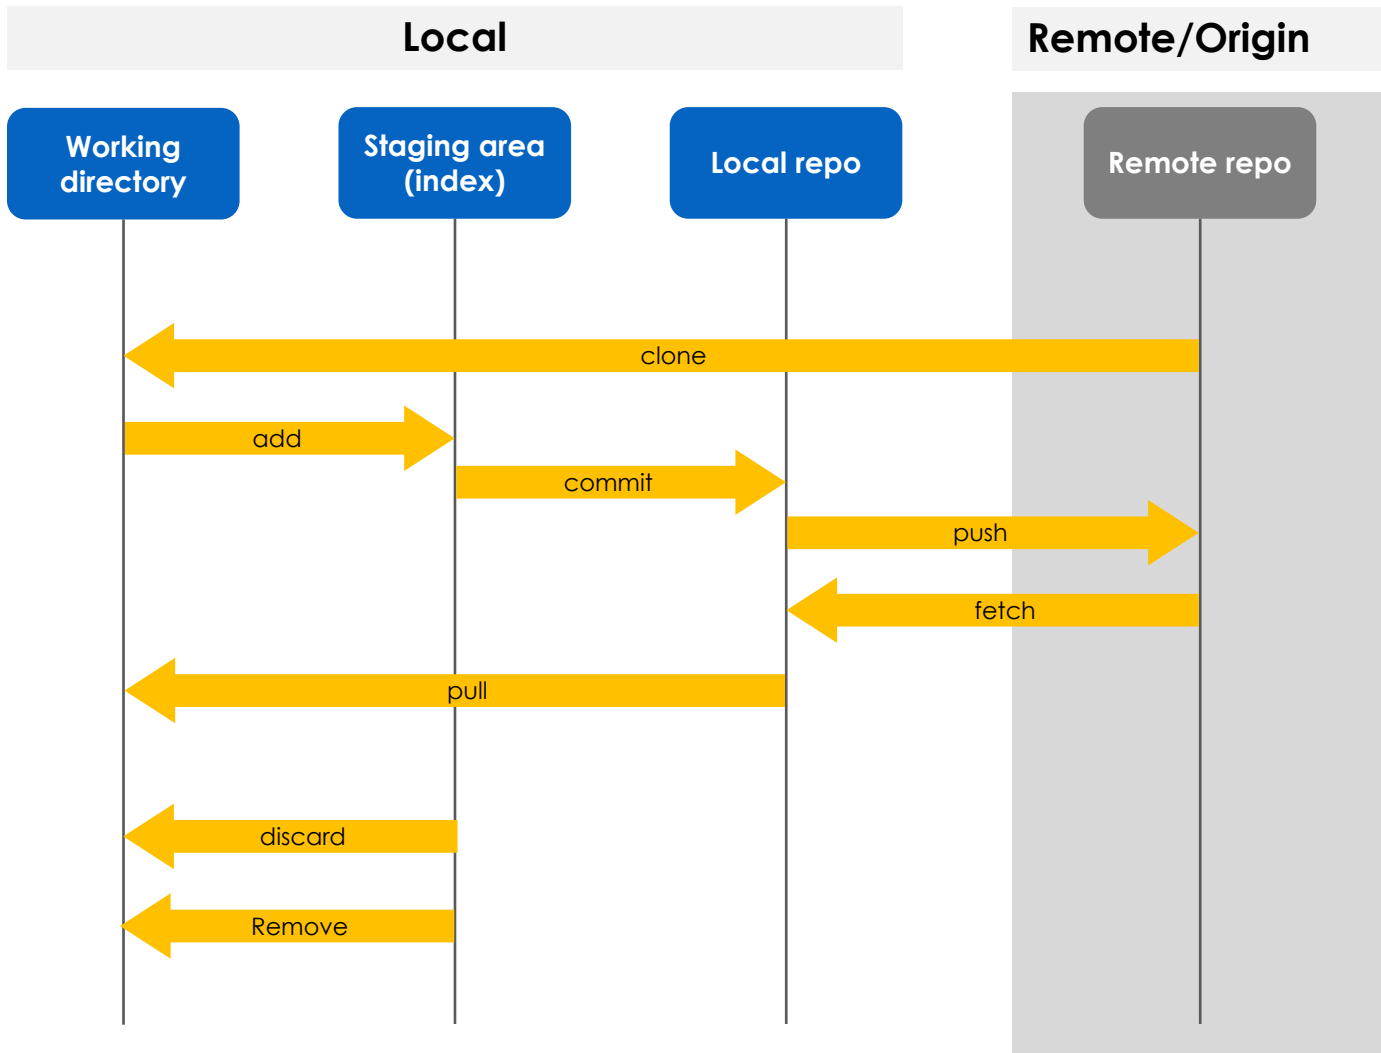 Local
Remote/Origin
Working
directory
Staging area
(index)
Local repo
Remote repo
clone
add
commit
push
fetch
pull
discard
Remove